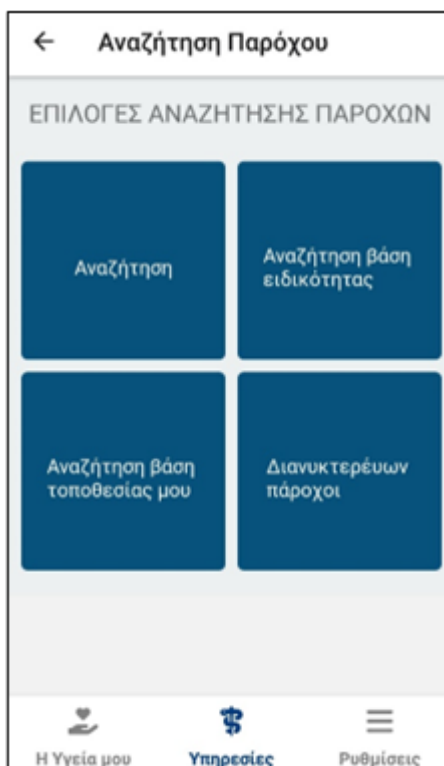 Αναζήτηση Παρόχου
ΕΠΙΛΟΓΕΣ ΑΝΑΖΗΤΗΣΗΣ ΠΑΡΟΧΩΝ
Αναζήτηση
Αναζήτηση βάση
ειδικότητας
Αναζήτηση βάση
τοποθεσίας μου
Διανυκτερέυων
πάροχοι
Η Υγεία μου
Υπηρεσίες
Ρυθμίσεις